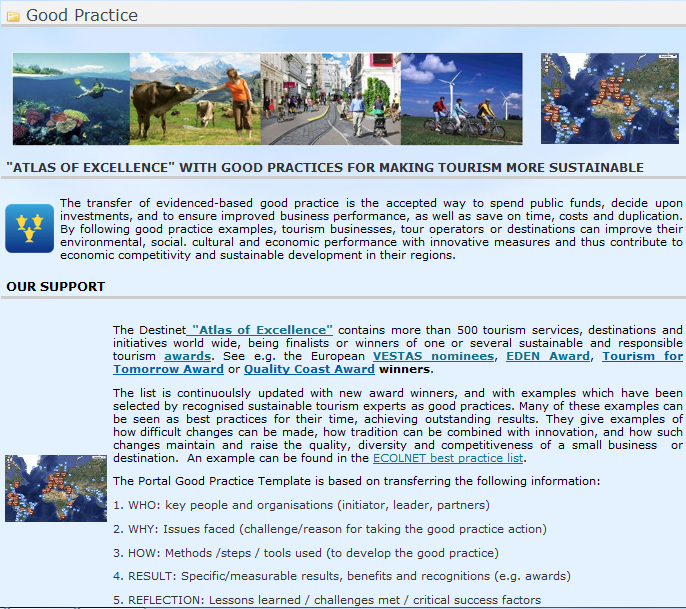 Good Practice
"ATLAS OF EXCELLENCE" WITH GOOD PRACTICES FOR MAKING TOURISM MORE SUSTAINABLE
The transfer of evidenced-based good practice is the accepted way to spend public funds, decide upon
investments, and to ensure improved business performance, as well as save on time, costs and duplication.
By following good practice examples, tourism businesses, tour operators or destinations can improve their
environmental, social. cultural and economic performance with innovative measures and thus contribute to
economic competitivity and sustainable development in their regions.
OUR SUPPORT
The Destinet "Atlas of Excellence" contains more than 500 tourism services, destinations and
initiatives world wide, being finalists or winners of one or several sustainable and responsible
tourism awards. See e.g. the European VESTAS nominees, EDEN Award, Tourism for
Tomorrow Award or Quality Coast Award winners.
The list is continuoulsly updated with new award winners, and with examples which have been
selected by recognised sustainable tourism experts as good practices. Many of these examples can
be seen as best practices for their time, achieving outstanding results. They give examples of
how difficult changes can be made, how tradition can be combined with innovation, and how such
changes maintain and raise the quality, diversity and competitiveness of a small business or
destination. An example can be found in the ECOLNET best practice list.
The Portal Good Practice Template is based on transferring the following information:
1. WHO: key people and organisations (initiator, leader, partners)
2. WHY: Issues faced (challenge/reason for taking the good practice action)
3. HOW: Methods /steps / tools used (to develop the good practice)
4. RESULT: Specific/measurable results, benefits and recognitions (e.g. awards)
5. REFLECTION: Lessons learned / challenges met / critical success factors